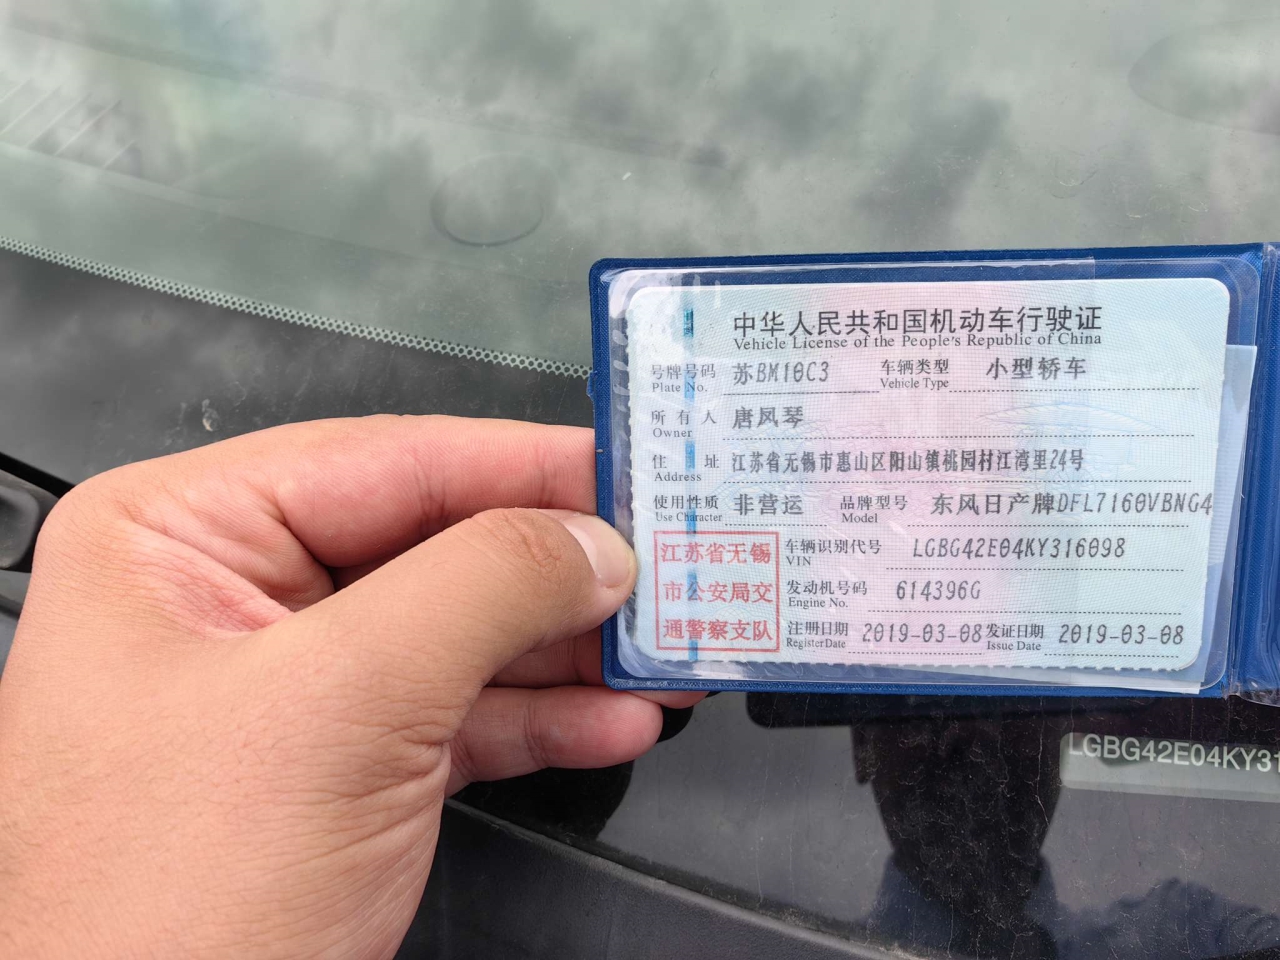 中华人民共和国机动车行驶证
Vehicle License of the People's Republic of China
号牌号码 苏BM10C3 车辆类型 小型轿车
Plate No. Vehicle Type
所有人 唐凤琴
Owner
住址 江苏省无锡市惠山区阳山镇桃园村江湾里24号
Address
使用性质 非营运 品牌型号 东风日产牌DFL7160VBNG4
Use Character Model
江苏省无锡
市公安局交
通警察支队
车辆识别代号 LGBG42E04KY316098
VIN
发动机号码 614396G
Engine No.
注册日期 2019-03-08 发证日期 2019-03-08
Register Date Issue Date
LGBG42E04KY31